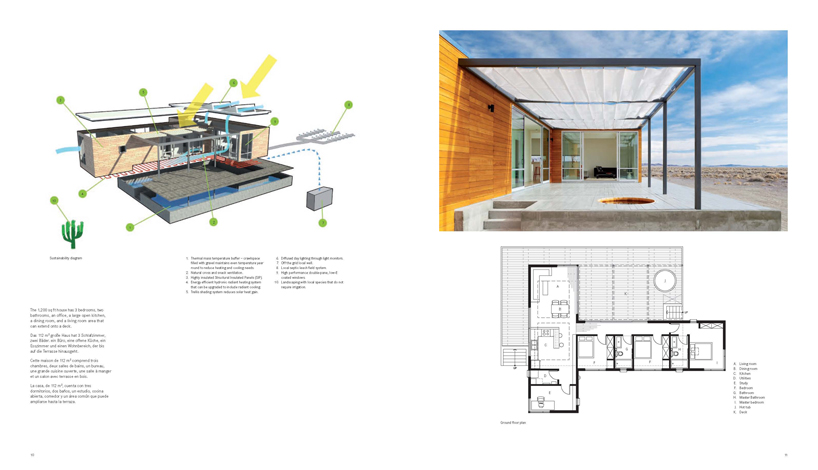 Sustainability diagram
1. Thermal mass temperature buffer – crawlspace
filled with gravel maintains even temperature year
round to reduce heating and cooling needs.
2. Natural cross and stack ventilation.
3. Highly insulated Structural Insulated Panels (SIP).
4. Energy efficient hydronic radiant heating system
that can be upgraded to include radiant cooling.
5. Trellis shading system reduces solar heat gain.
6. Diffused day lighting through light monitors.
7. Off the grid local well.
8. Local septic leach field system.
9. High performance double pane, low-E
coated windows.
10. Landscaping with local species that do not
require irrigation.
The 1,200 sq ft house has 3 bedrooms, two
bathrooms, an office, a large open kitchen,
a dining room, and a living room area that
can extend onto a deck.
Das 112 m² große Haus hat 3 Schlafzimmer,
zwei Bäder, ein Büro, eine offene Küche, ein
Esszimmer und einen Wohnbereich, der bis
auf die Terrasse hinausgeht.
Cette maison de 112 m² comprend trois
chambres, deux salles de bains, un bureau,
une grande cuisine ouverte, une salle à manger
et un salon avec terrasse en bois.
La casa, de 112 m², cuenta con tres
dormitorios, dos baños, un estudio, cocina
abierta, comedor y un área común que puede
ampliarse hasta la terraza.
A. Living room
B. Dining room
C. Kitchen
D. Utilities
E. Study
F. Bedroom
G. Bathroom
H. Master Bathroom
I. Master bedroom
J. Hot tub
K. Deck
Ground floor plan